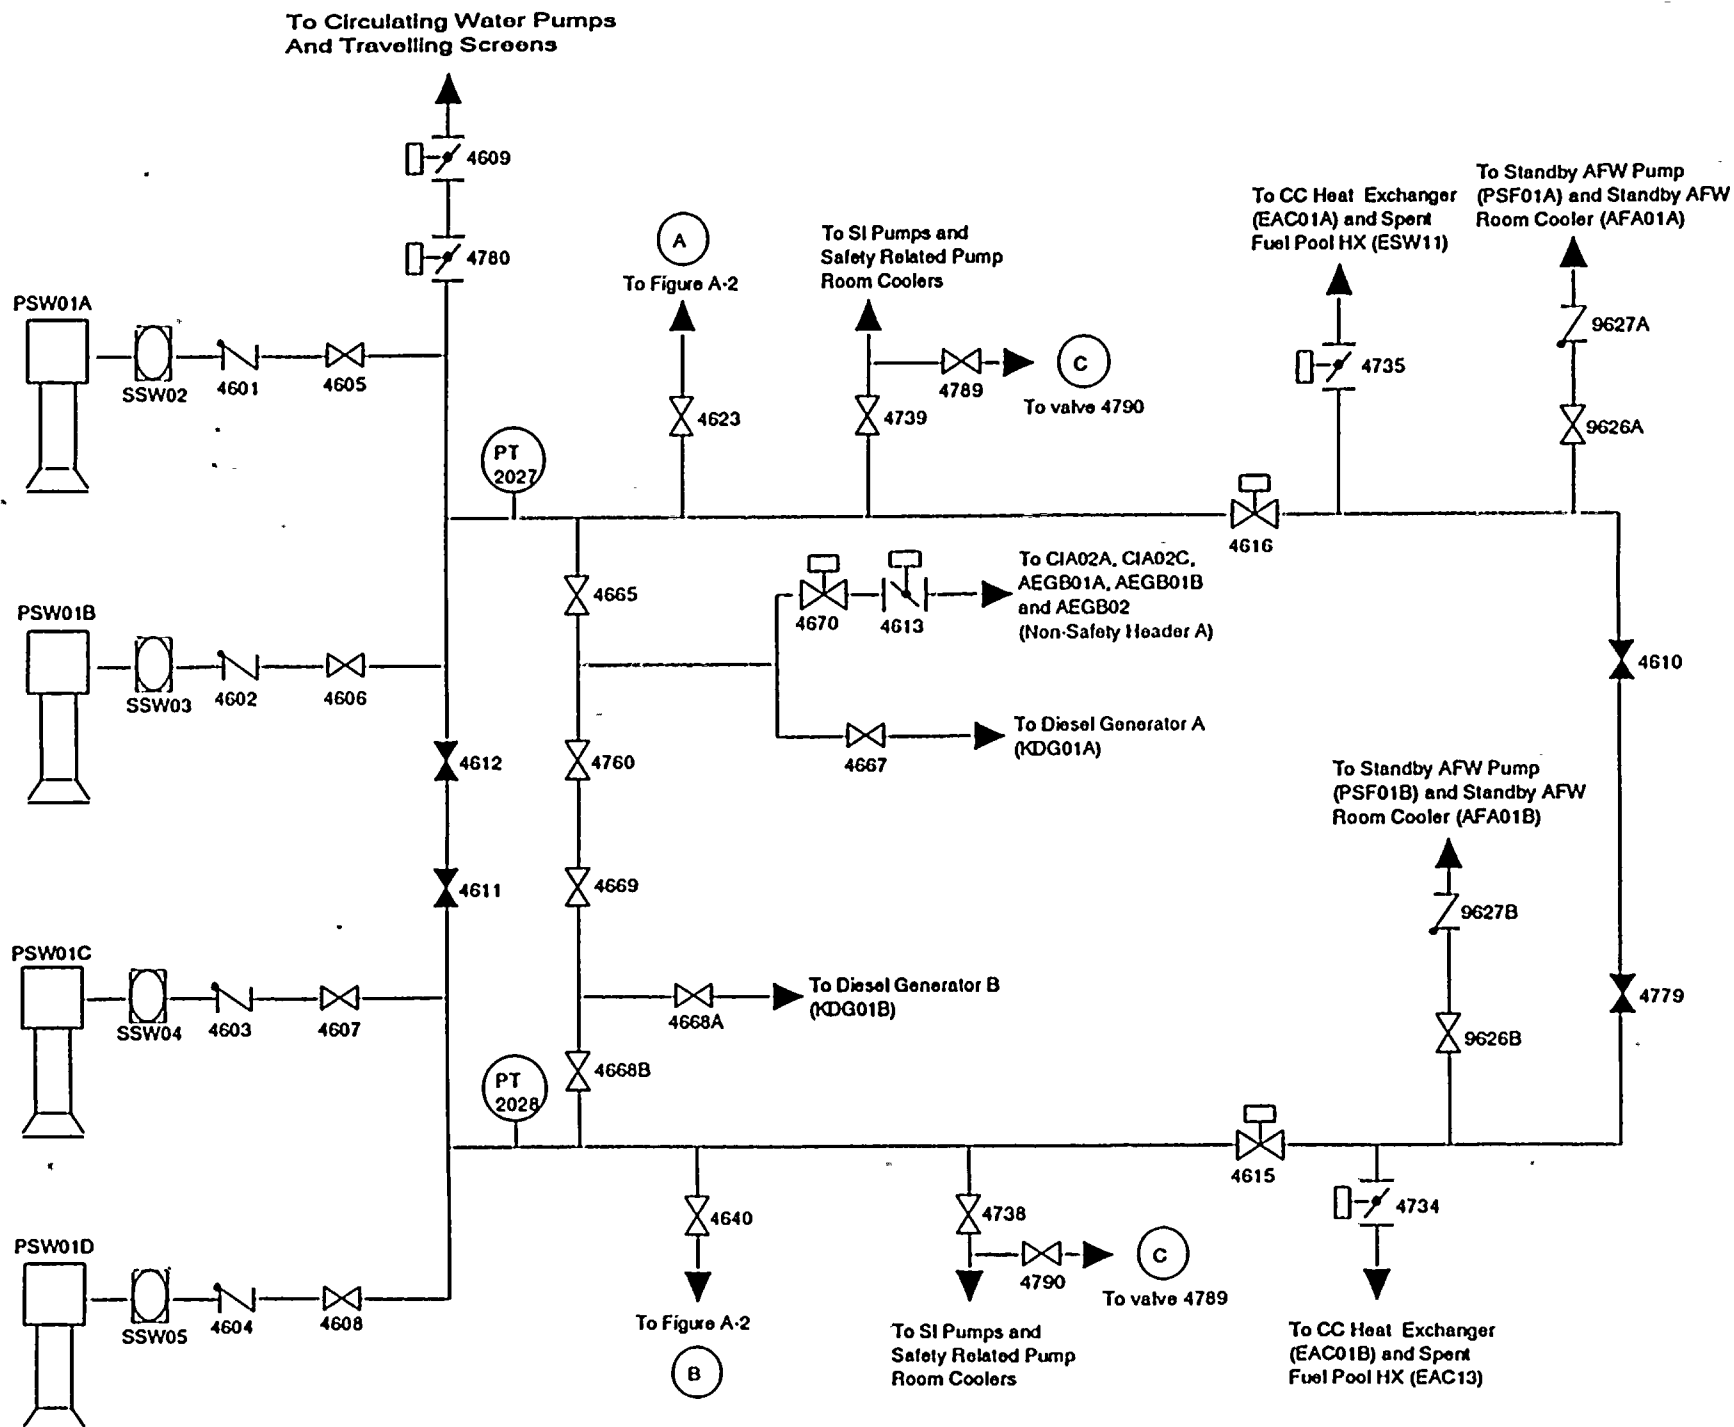 To Circulating Water Pumps
And Travelling Screens
4609
4780
A
To Figure A-2
To SI Pumps and
Safety Related Pump
Room Coolers
To CC Heat Exchanger
(EAC01A) and Spent
Fuel Pool HX (ESW11)
To Standby AFW Pump
(PSF01A) and Standby AFW
Room Cooler (AFA01A)
PSW01A
SSW02
4601
4605
4623
4739
4789
C
To valve 4790
4735
9627A
9626A
PT
2027
4616
4665
4670
4613
To CIA02A, CIA02C,
AEGB01A, AEGB01B
and AEGB02
(Non-Safety Header A)
PSW01B
SSW03
4602
4606
4610
4612
4760
4667
To Diesel Generator A
(KDG01A)
To Standby AFW Pump
(PSF01B) and Standby AFW
Room Cooler (AFA01B)
4611
4669
9627B
PSW01C
SSW04
4603
4607
4668A
To Diesel Generator B
(KDG01B)
4779
9626B
PT
2028
4668B
4615
4640
4738
4734
PSW01D
SSW05
4604
4608
4790
C
To valve 4789
To Figure A-2
B
To SI Pumps and
Safety Related Pump
Room Coolers
To CC Heat Exchanger
(EAC01B) and Spent
Fuel Pool HX (EAC13)